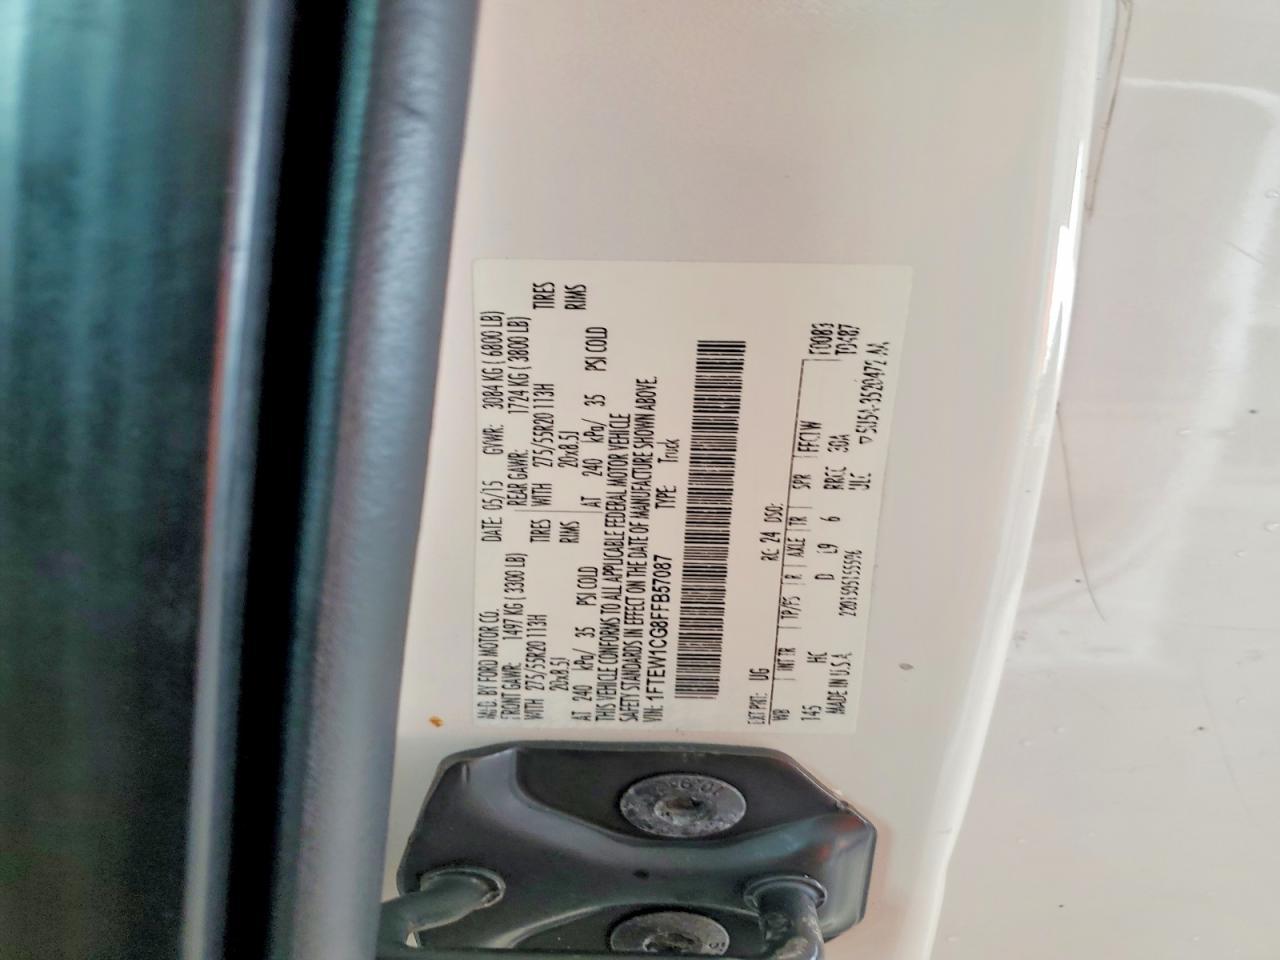 MFD. BY FORD MOTOR CO. DATE: 05/15 GVWR: 3084 KG ( 6800 LB)
FRONT GAWR: 1497 KG ( 3300 LB) REAR GAWR: 1724 KG ( 3800 LB)
WITH 275/55R20 113H TIRES WITH 275/55R20 113H TIRES
20x8.5J RIMS 20x8.5J RIMS
AT 240 kPa/ 35 PSI COLD AT 240 kPa/ 35 PSI COLD
THIS VEHICLE CONFORMS TO ALL APPLICABLE FEDERAL MOTOR VEHICLE
SAFETY STANDARDS IN EFFECT ON THE DATE OF MANUFACTURE SHOWN ABOVE.
VIN: 1FTEW1CG8FFB57087 TYPE: Truck
EXT PNT: UG RC: 24 DSO: F0083
WB INT TR TP/PS R AXLE TR SPR T0487
145 HC D L9 6
MADE IN U.S.A.